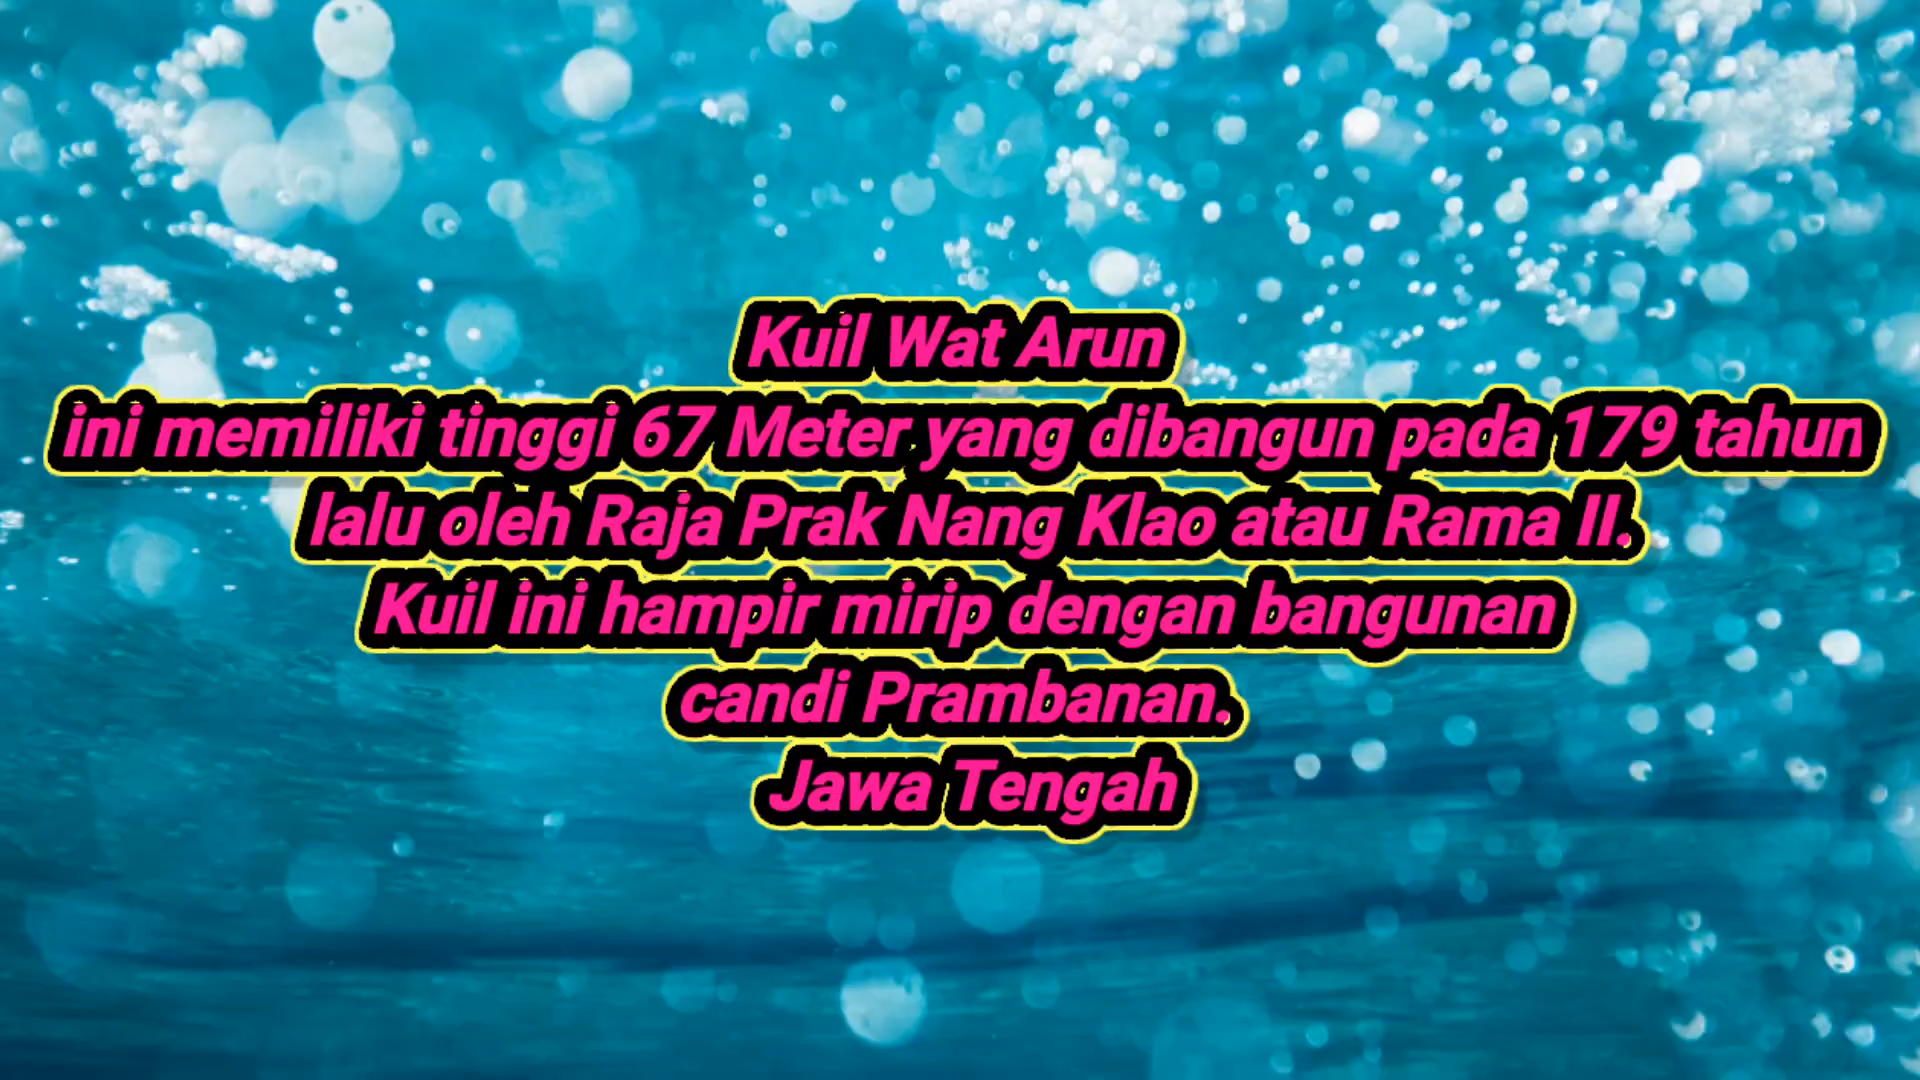 Kuil Wat Arun
ini memiliki tinggi 67 Meter yang dibangun pada 179 tahun
lalu oleh Raja Prak Nang Klao atau Rama II.
Kuil ini hampir mirip dengan bangunan
candi Prambanan.
Jawa Tengah